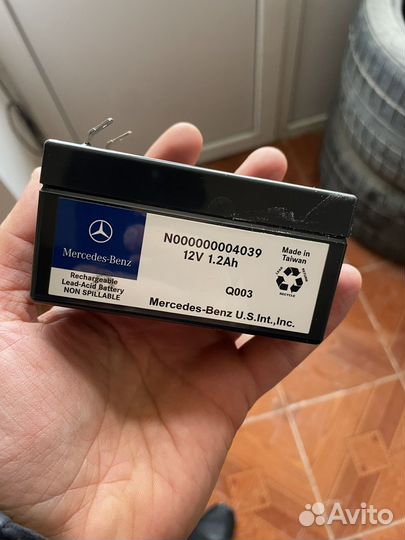 N000000004039
12V 1.2Ah
Made in
Taiwan
Mercedes-Benz
Rechargeable
Lead-Acid Battery
NON SPILLABLE
Q003
RECYCLE
Mercedes-Benz U.S.Int.,Inc.
Avito